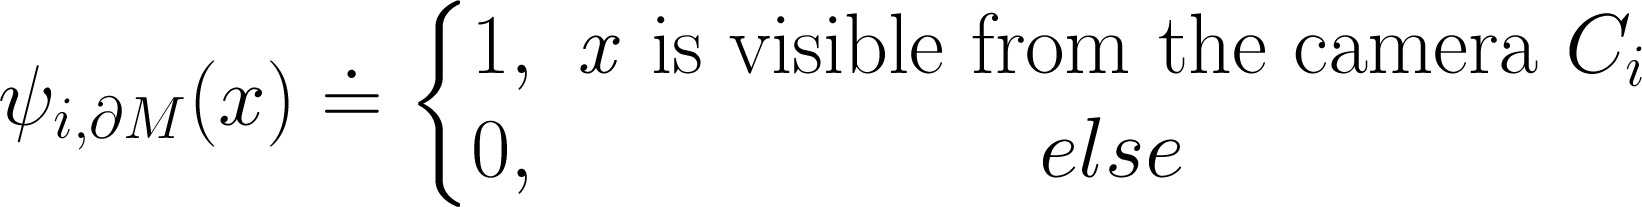 ψ_{i,∂M}(x) ≐ { 1, x is visible from the camera C_i
0, else